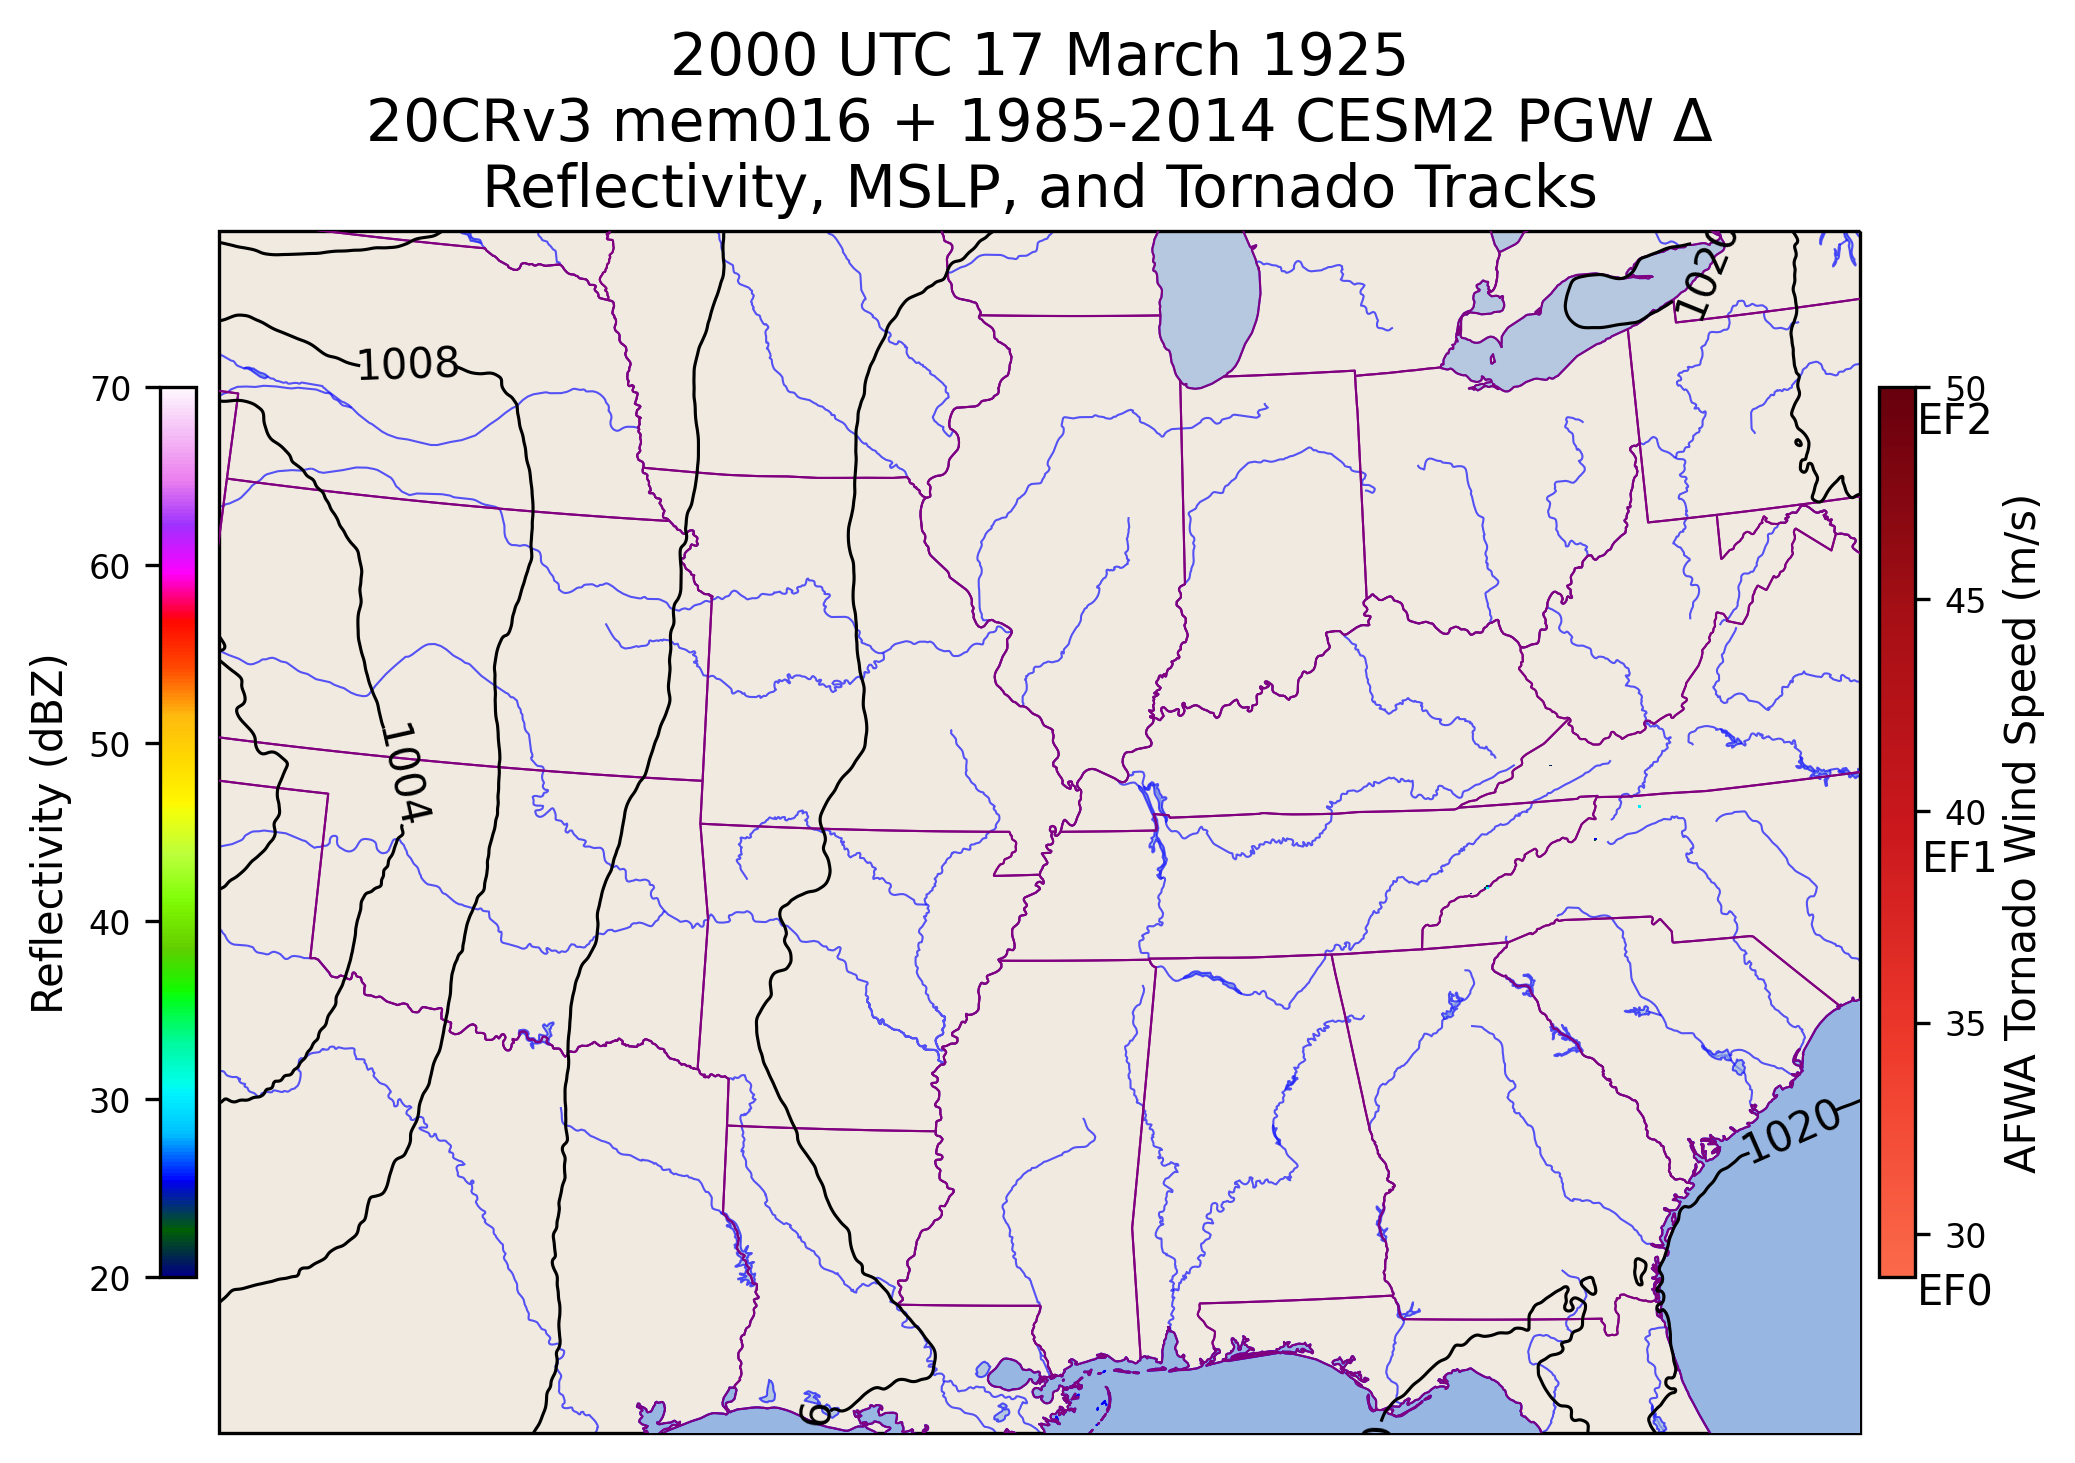 2000 UTC 17 March 1925
20CRv3 mem016 + 1985-2014 CESM2 PGW Δ
Reflectivity, MSLP, and Tornado Tracks
1020
1008
1004
1020
70
60
50
40
30
20
Reflectivity (dBZ)
50
EF2
45
40
EF1
35
30
EF0
AFWA Tornado Wind Speed (m/s)